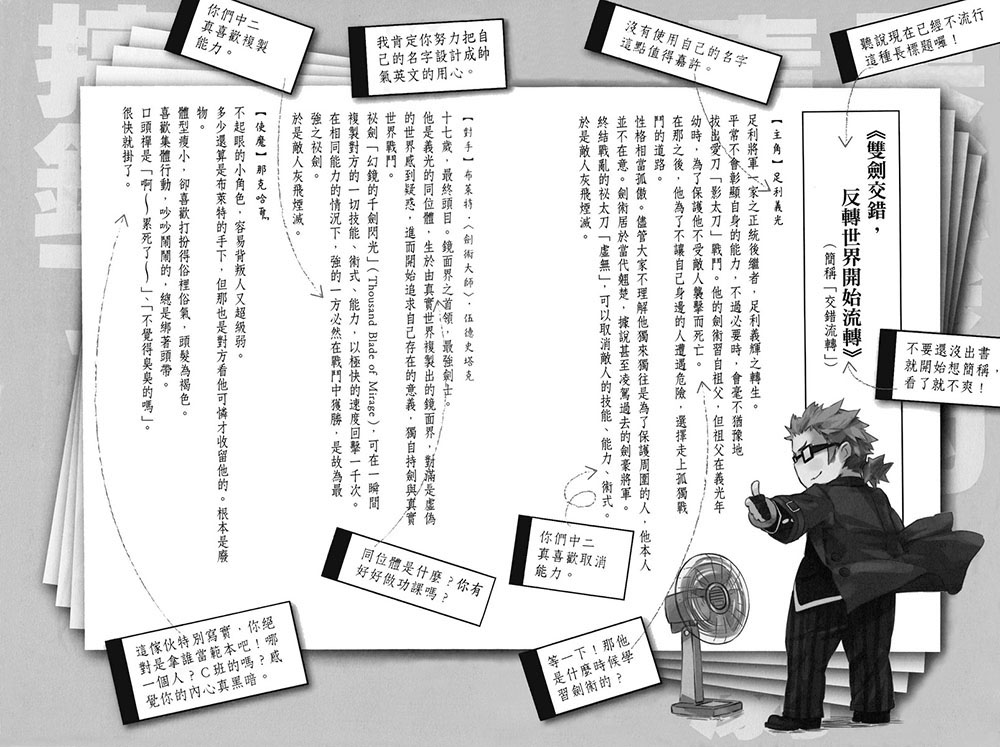 聽說現在已經不流行
這種長標題囉！
《雙劍交錯，
反轉世界開始流轉》
（簡稱「交錯流轉」）
書稱，
出簡爽！
沒想不
還始就
要開了
不就看
沒有使用自己的名字
這點值得嘉許。
【主角】足利義光
足利將軍一家之正統後繼者，足利義輝之轉生。
平常不會彰顯自身的能力，不過必要時，會毫不猶豫地
拔出愛刀「影太刀」戰鬥。他的劍術習自祖父，但祖父在義光年
幼時，為了保護他不受敵人襲擊而死亡。
在那之後，他為了不讓自己身邊的人遭遇危險，選擇走上孤獨戰
鬥的道路。
性格相當孤傲。儘管大家不理解他獨來獨往是為了保護周圍的人，他本人
並不在意。劍術居於當代翹楚，據說甚至凌駕過去的劍豪將軍。
終結戰亂的祕太刀「虛無」，可以取消敵人的技能、能力、術式。
於是敵人灰飛煙滅。
等一下！那他
是什麼時候學
習劍術的？
你們中二
真喜歡取消
能力。
我肯定你努力把自
己的名字設計成帥
氣英文的用心。
【對手】布萊特・〈劍術大師〉・伍德史塔克
十七歲，最終頭目。鏡面界之首領，最強劍士。
他是義光的同位體，生於由真實世界複製出的鏡面界，對滿是虛偽
的世界感到疑惑，進而開始追求自己存在的意義，獨自持劍與真實
世界戰鬥。
祕劍「幻鏡的千劍閃光」（Thousand Blade of Mirage），可在一瞬間
複製對方的一切技能、術式、能力，以極快的速度回擊一千次。
在相同能力的情況下，強的一方必然在戰鬥中獲勝，是故為最
強之祕劍。
於是敵人灰飛煙滅。
同位體是什麼？你有
好好做功課嗎？
你們中二
真喜歡複製
能力。
【使魔】那克哈爾
不起眼的小角色，容易背叛人又超級弱。
多少還算是布萊特的手下，但那也是對方看他可憐才收留他的。根本是廢
物。
體型瘦小，卻喜歡打扮得俗裡俗氣，頭髮為褐色。
喜歡集體行動，吵吵鬧鬧的，總是綁著頭帶。
口頭禪是「啊～累死了～」、「不覺得臭臭的嗎」。
很快就掛了。
這傢伙特別寫實，你絕
對是拿誰當範本吧！哪
一個人？C班的嗎？感
覺你的內心真黑暗。